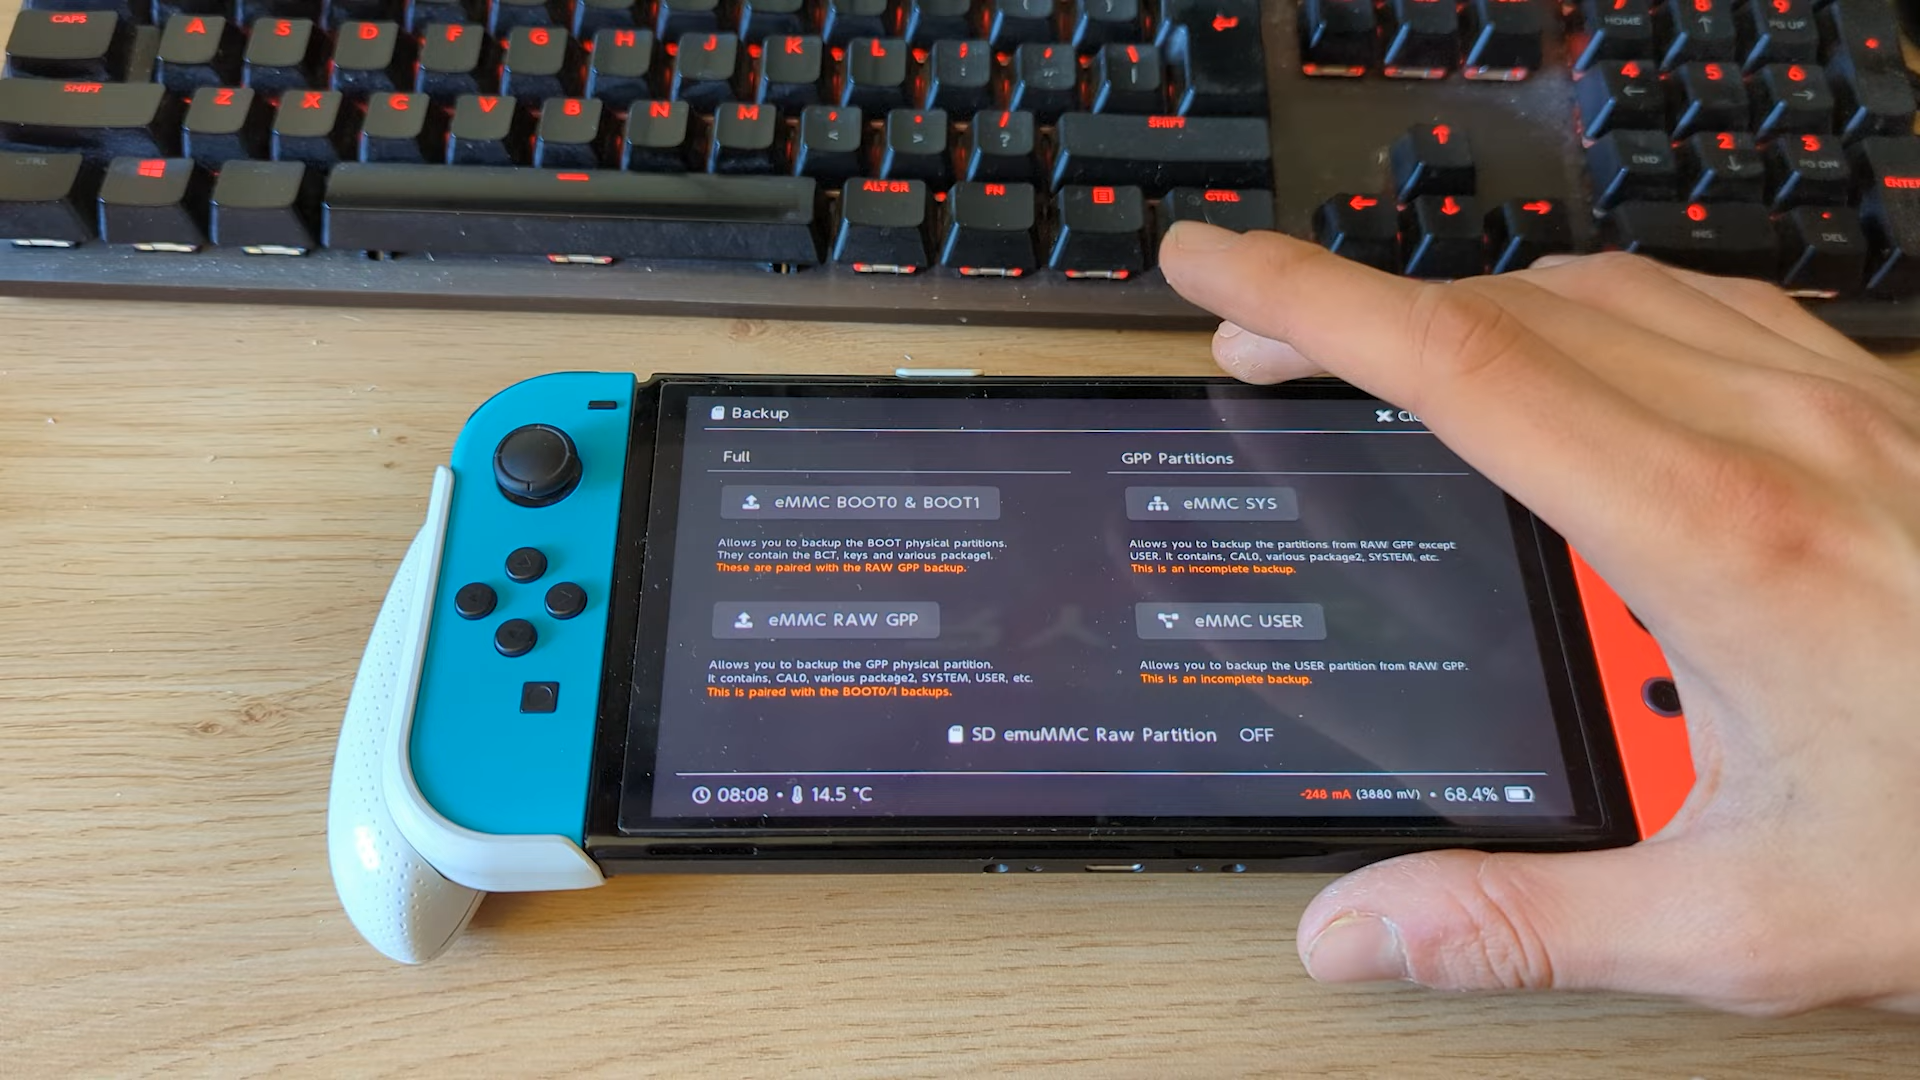 CAPS A S D F G H J K L ; ' \
HOME PG UP
4 5 6
SHIFT Z X C V B N M , . / ? SHIFT
END 2 3 PG DN
ALT GR FN CTRL
0 INS . DEL
ENTER
Backup
Full
eMMC BOOT0 & BOOT1
Allows you to backup the BOOT physical partitions.
They contain the BCT, keys and various package1.
These are paired with the RAW GPP backup.
eMMC RAW GPP
Allows you to backup the GPP physical partition.
It contains, CAL0, various package2, SYSTEM, USER, etc.
This is paired with the BOOT0/1 backups.
GPP Partitions
eMMC SYS
Allows you to backup the partitions from RAW GPP except
USER. It contains, CAL0, various package2, SYSTEM, etc.
This is an incomplete backup.
eMMC USER
Allows you to backup the USER partition from RAW GPP.
This is an incomplete backup.
SD emuMMC Raw Partition OFF
08:08 • 14.5 °C
-248 mA (3880 mV) • 68.4%